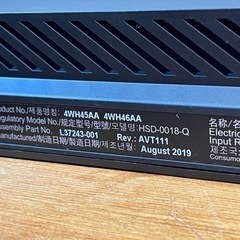 Product No/제품명칭: 4WH45AA 4WH46AA
Regulatory Model No/规定型号/型號/모델명:HSD-0018-Q
Assembly Part No. L37243-001 Rev.: AVT111
Manufactured/制造日期/製造日期/제조년월: August 2019
名称 / 名
Electric
Input R
제조국: